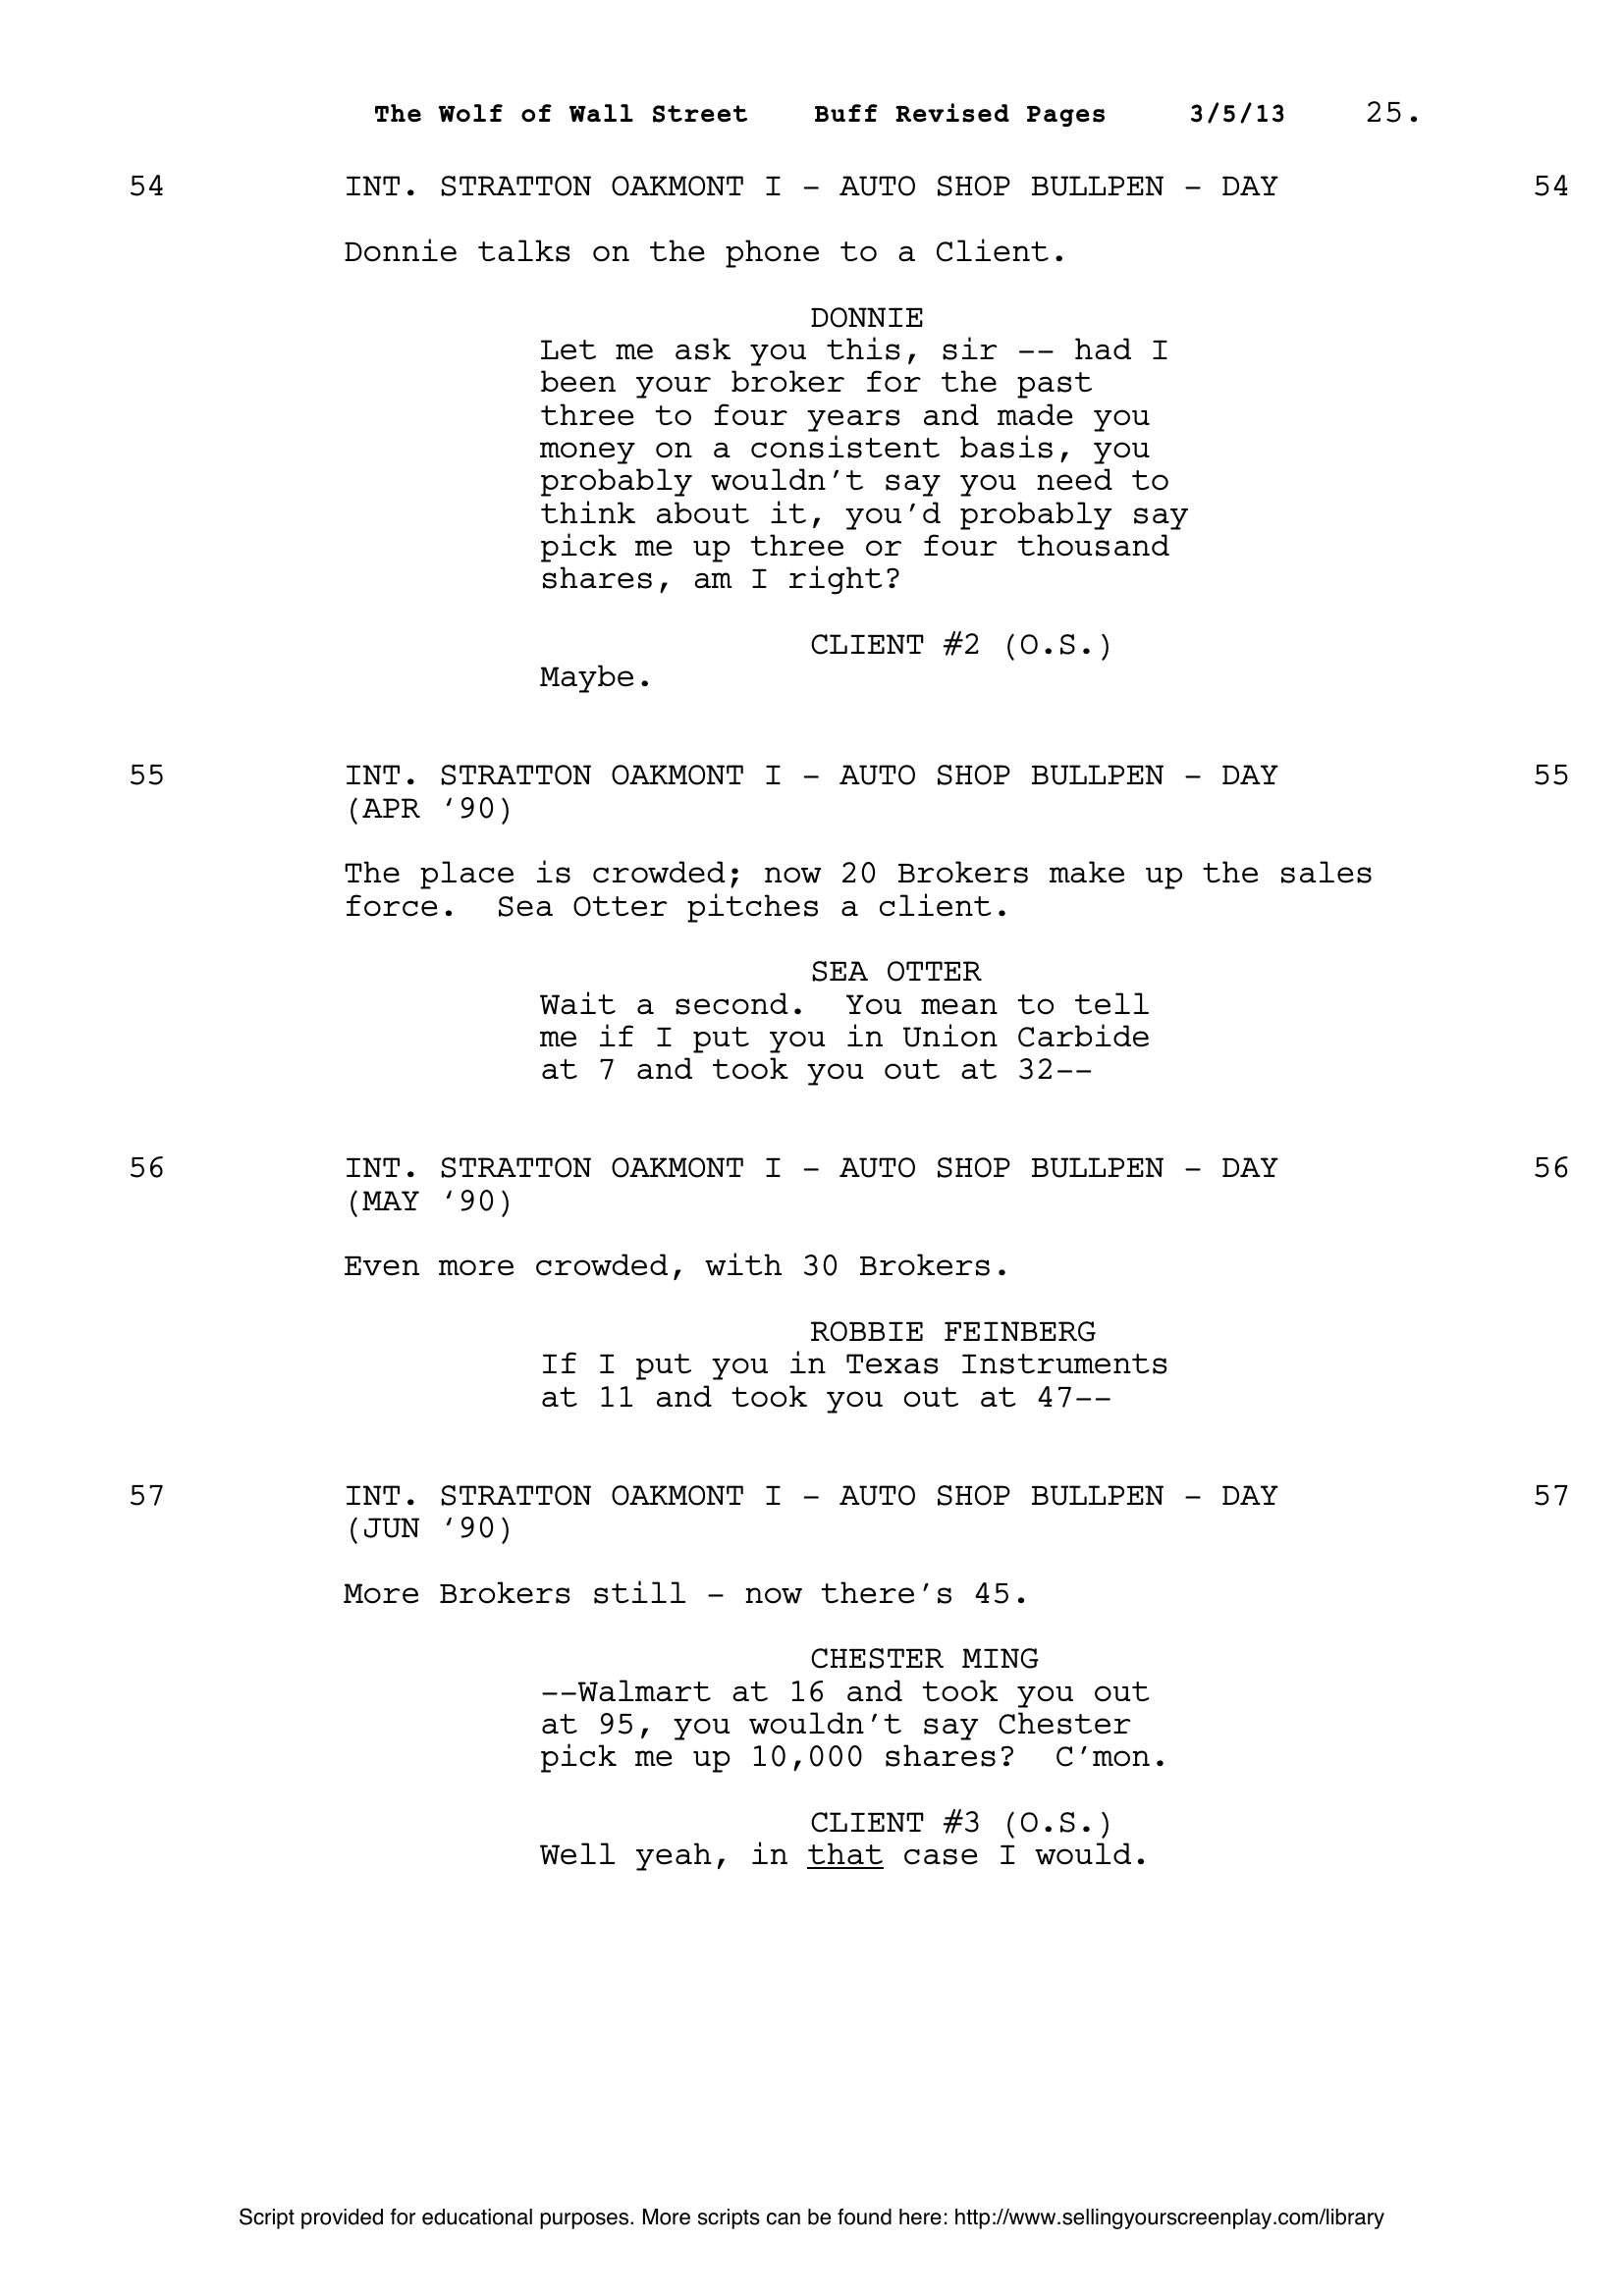 The Wolf of Wall Street Buff Revised Pages 3/5/13 25.
54 INT. STRATTON OAKMONT I - AUTO SHOP BULLPEN - DAY 54
Donnie talks on the phone to a Client.
DONNIE
Let me ask you this, sir -- had I
been your broker for the past
three to four years and made you
money on a consistent basis, you
probably wouldn't say you need to
think about it, you'd probably say
pick me up three or four thousand
shares, am I right?
CLIENT #2 (O.S.)
Maybe.
55 INT. STRATTON OAKMONT I - AUTO SHOP BULLPEN - DAY 55
(APR ‘90)
The place is crowded; now 20 Brokers make up the sales
force.  Sea Otter pitches a client.
SEA OTTER
Wait a second.  You mean to tell
me if I put you in Union Carbide
at 7 and took you out at 32--
56 INT. STRATTON OAKMONT I - AUTO SHOP BULLPEN - DAY 56
(MAY ‘90)
Even more crowded, with 30 Brokers.
ROBBIE FEINBERG
If I put you in Texas Instruments
at 11 and took you out at 47--
57 INT. STRATTON OAKMONT I - AUTO SHOP BULLPEN - DAY 57
(JUN ‘90)
More Brokers still - now there's 45.
CHESTER MING
--Walmart at 16 and took you out
at 95, you wouldn't say Chester
pick me up 10,000 shares?  C'mon.
CLIENT #3 (O.S.)
Well yeah, in that case I would.
Script provided for educational purposes. More scripts can be found here: http://www.sellingyourscreenplay.com/library